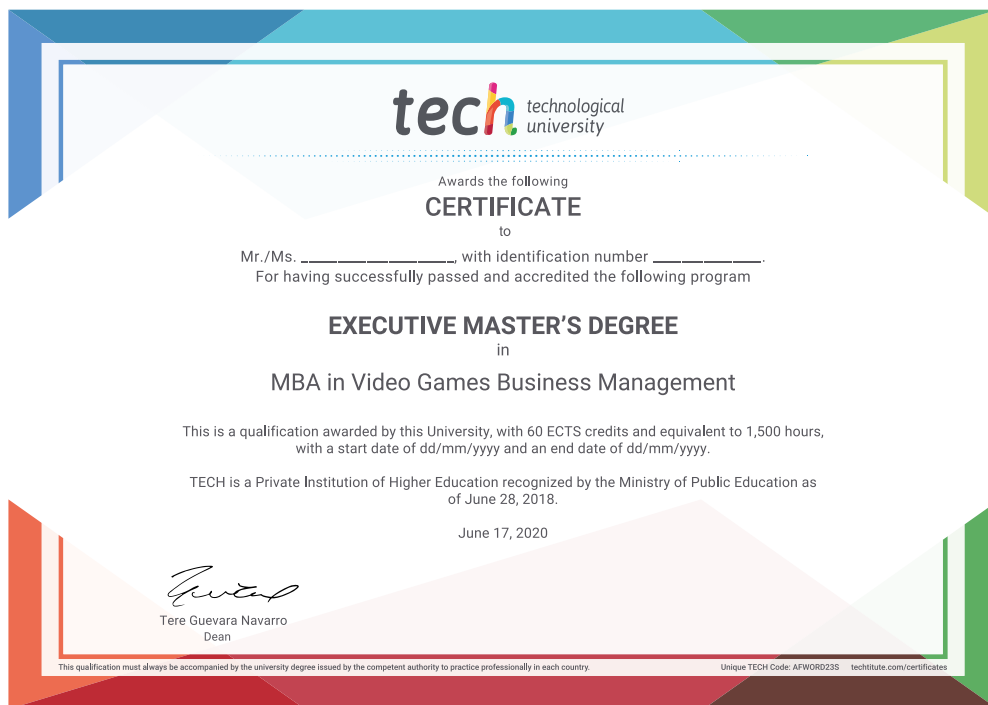 tech technological
university
Awards the following
CERTIFICATE
to
Mr./Ms. ____________________, with identification number ______________.
For having successfully passed and accredited the following program
EXECUTIVE MASTER'S DEGREE
in
MBA in Video Games Business Management
This is a qualification awarded by this University, with 60 ECTS credits and equivalent to 1,500 hours,
with a start date of dd/mm/yyyy and an end date of dd/mm/yyyy.
TECH is a Private Institution of Higher Education recognized by the Ministry of Public Education as
of June 28, 2018.
June 17, 2020
Tere Guevara Navarro
Dean
This qualification must always be accompanied by the university degree issued by the competent authority to practice professionally in each country.
Unique TECH Code: AFWORD23S techtitute.com/certificates